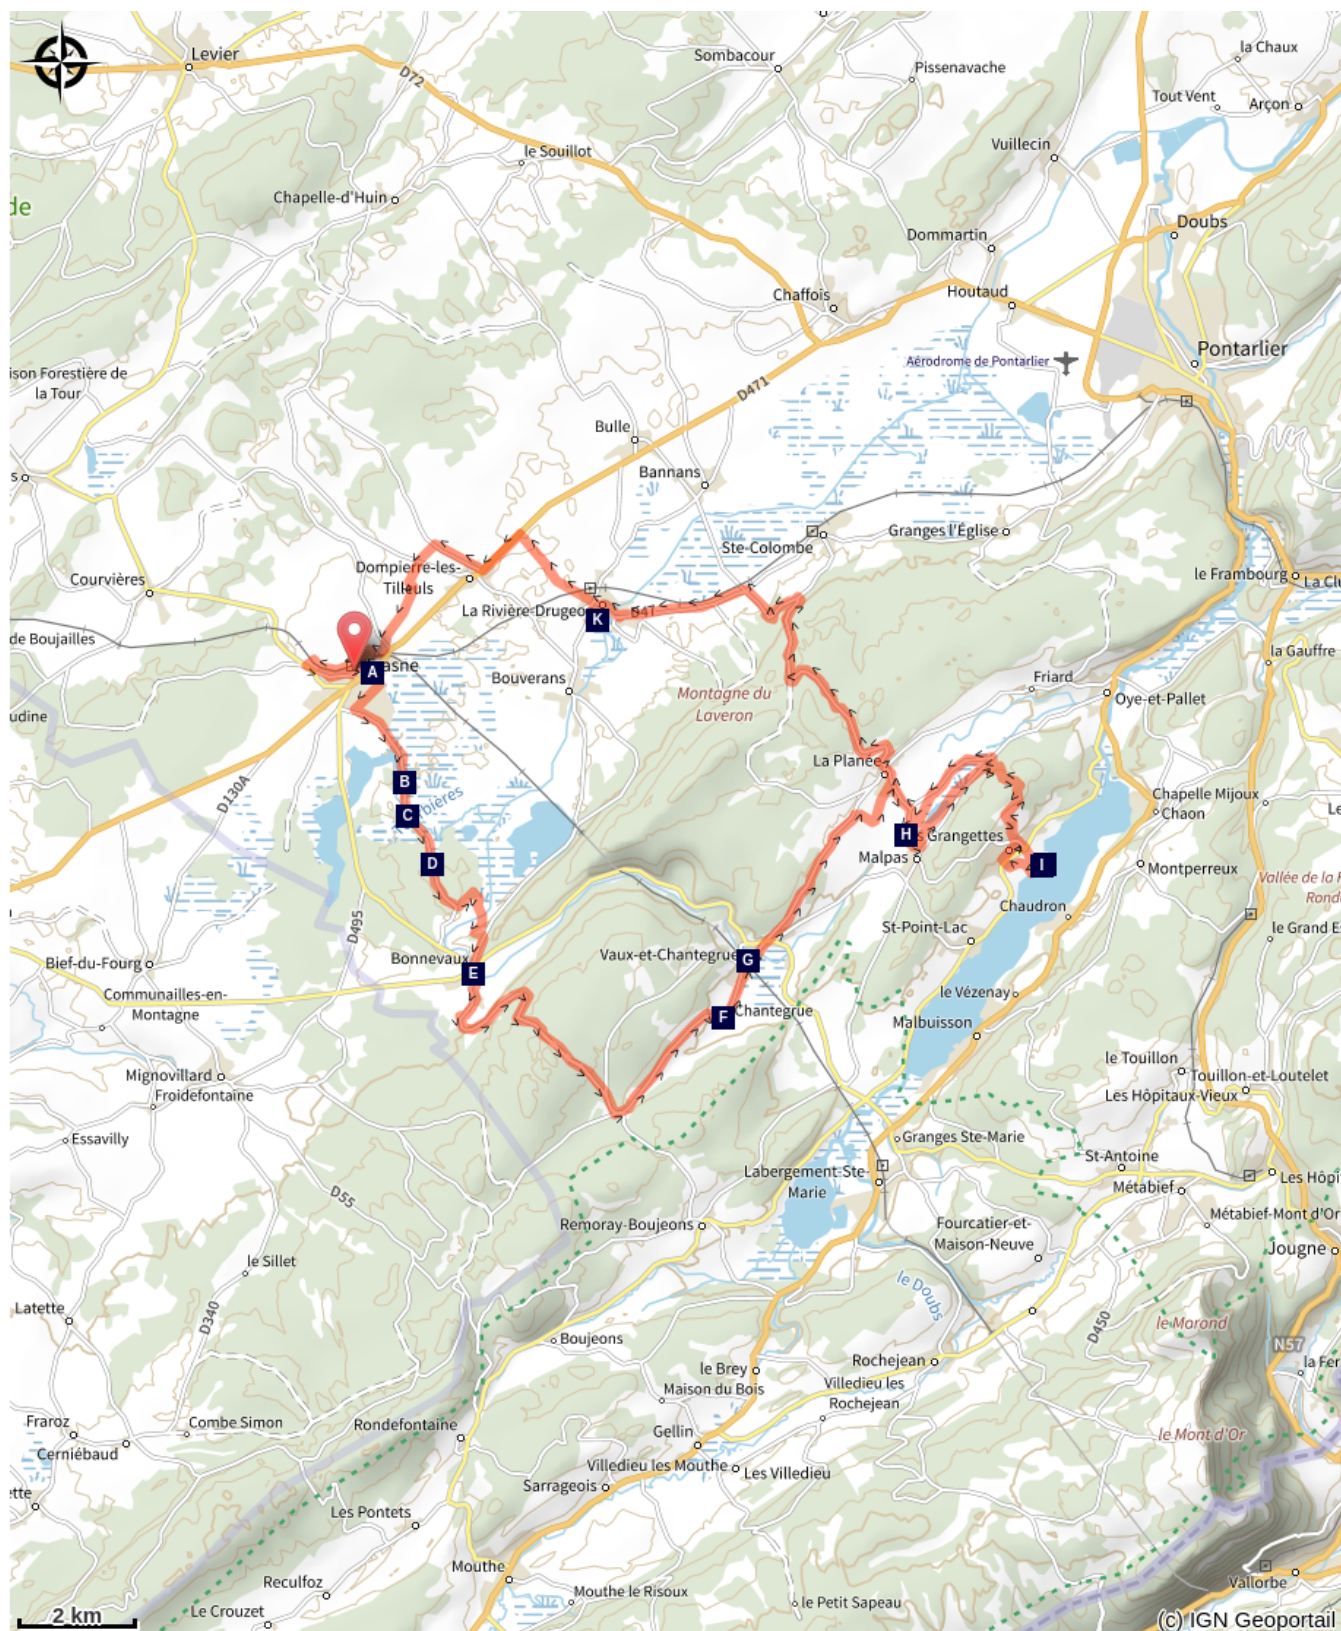 Levier
Sombacour
la Chaux
Pissenavache
Tout Vent
Arçon
D72
le Souillot
Vuillecin
Chapelle-d'Huin
Doubs
Dommartin
Chaffois
Houtaud
Pontarlier
Aérodrome de Pontarlier
ison Forestière de
la Tour
D471
Bulle
Bannans
Granges l'Église
Ste-Colombe
Dompierre-les-
Tilleuls
Courvières
le Frambourg
La Clu
La Rivière-Drugeo
K
de Boujailles
la Gauffre
A
asne
Bouverans
Friard
Montagne du
Laveron
Oye-et-Pallet
udine
La Planée
B
D130A
Chapelle Mijoux
Chaon
C
H
Grangettes
Malpas
D
I
Montperreux
Chaudron
D495
St-Point-Lac
le Grand E
Vaux-et-Chantegrue
G
Bonnevaux
E
Bief-du-Fourg
Communailles-en-
Montagne
le Vézenay
F
Chantegrue
Malbuisson
le Touillon
Touillon-et-Loutelet
Mignovillard
Froidefontaine
Les Hôpitaux-Vieux
Essavilly
Granges Ste-Marie
St-Antoine
Labergement-Ste-
Marie
Métabief
Les Hôpi
D55
Métabief-Mont d'Or
Remoray-Boujeons
Fourcatier-et-
Maison-Neuve
Jougne
le Sillet
le Doubs
Latette
D340
Boujeons
D450
le Morond
N57
le Brey
Rochejean
la Fer
Maison du Bois
Villedieu les
Rochejean
Fraroz
Combe Simon
Rondefontaine
Gellin
le Mont d'Or
Cerniébaud
Villedieu les Mouthe
Les Villedieu
Sarrageois
Les Pontets
Mouthe
Reculfoz
Mouthe le Risoux
Vallorbe
Le Crouzet
le Petit Sapeau
2 km
(c) IGN Geoportail